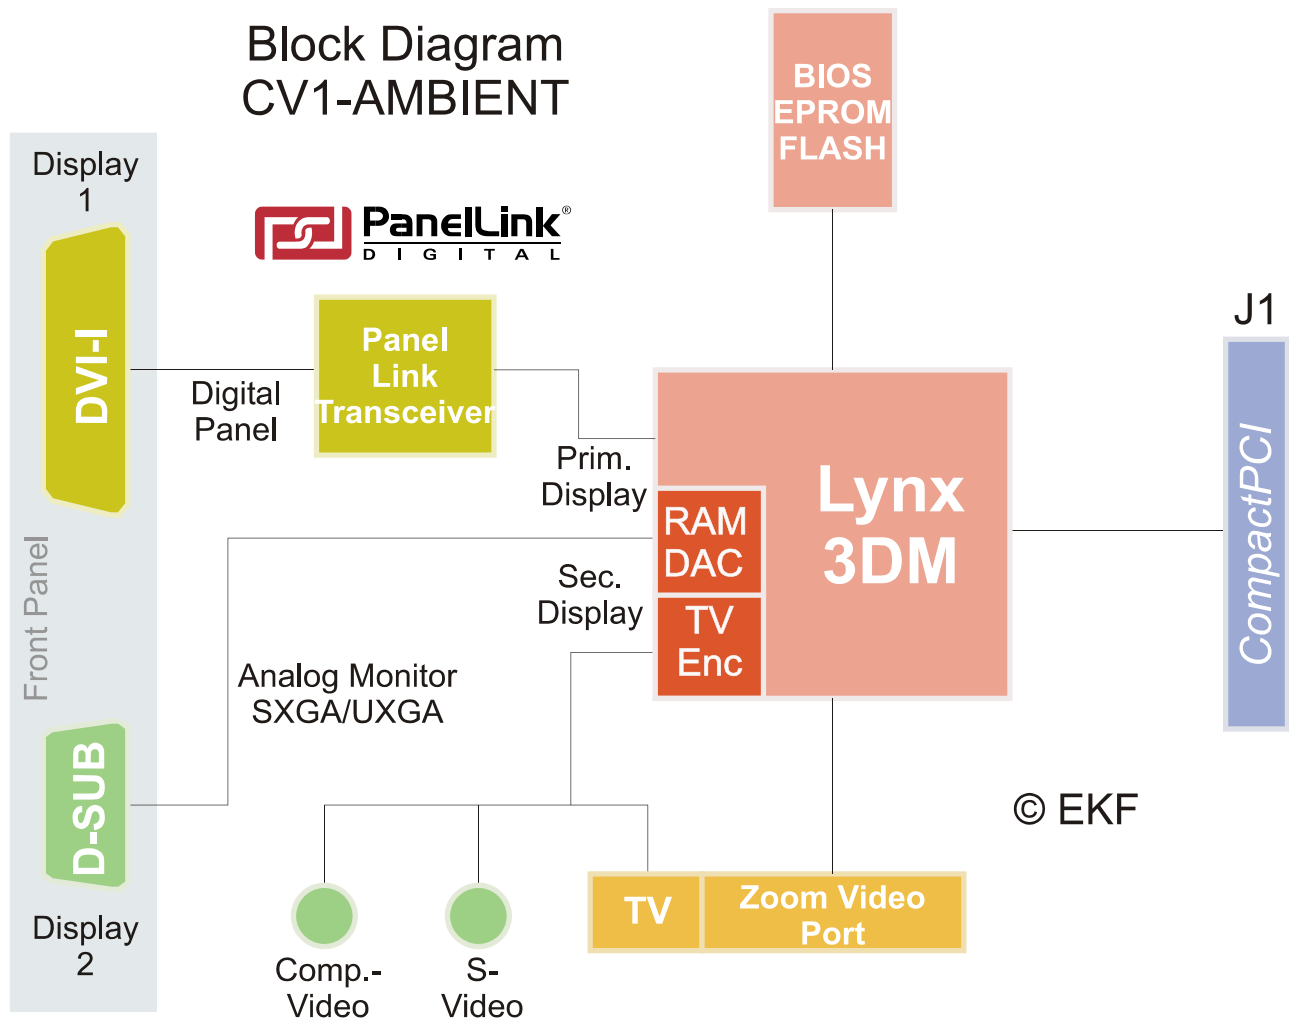 Block Diagram
CV1-AMBIENT
BIOS
EPROM
FLASH
Display
1
PanelLink®
DIGITAL
J1
DVI-I
Panel
Link
Transceiver
Digital
Panel
Prim.
Display
Lynx
3DM
CompactPCI
RAM
DAC
Sec.
Display
TV
Enc
Front Panel
Analog Monitor
SXGA/UXGA
D-SUB
© EKF
TV
Zoom Video
Port
Display
2
Comp.-
Video
S-
Video